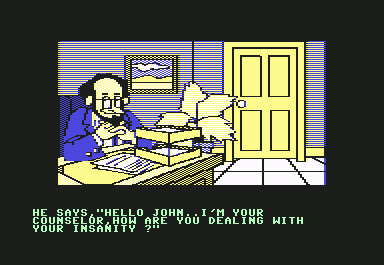 HE SAYS,"HELLO JOHN..I'M YOUR
COUNSELOR,HOW ARE YOU DEALING WITH
YOUR INSANITY ?"